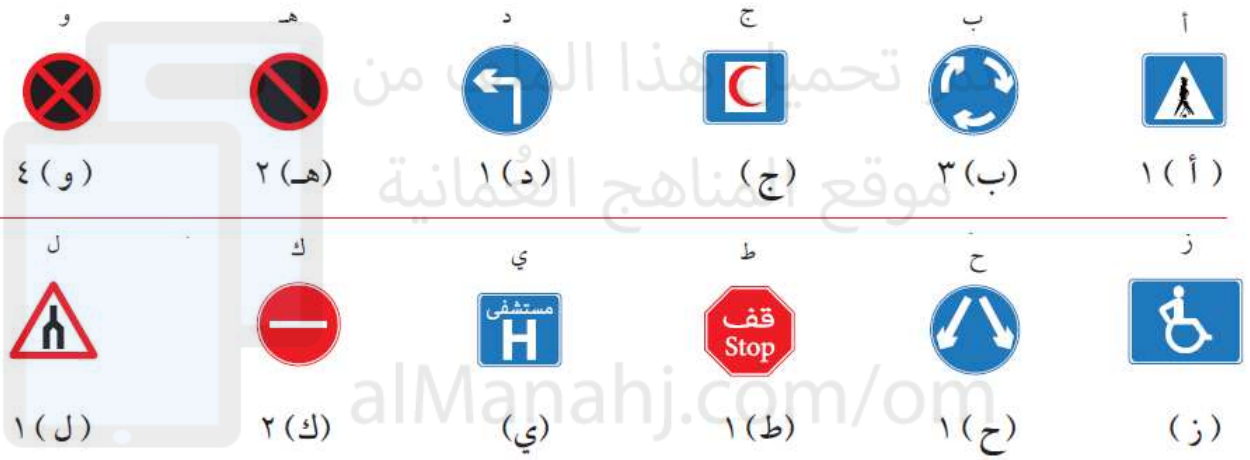 أ ب ج د هـ و
( أ ) ١ (ب) ٣ (ج) (د) ١ (هـ) ٢ ( و ) ٤
ز ح ط ي ك ل
مستشفى
H
قف
Stop
( ز ) (ح) ١ (ط) ١ (ي) (ك) ٢ (ل) ١
تم تحميل هذا الملف من
موقع المناهج العُمانية
alManahj.com/om